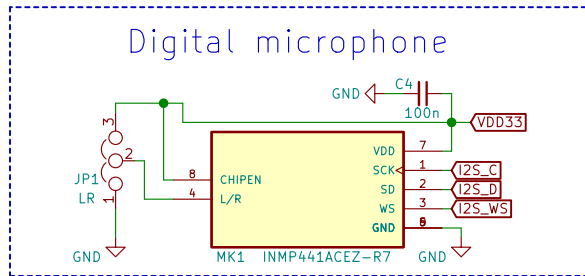 Digital microphone
C4
GND
100n
VDD33
3
2
JP1
LR
1
GND
8 CHIPEN
4 L/R
VDD 7
SCK 1 I2S_C
SD 2 I2S_D
WS 3 I2S_WS
GND
GND
MK1 INMP441ACEZ-R7